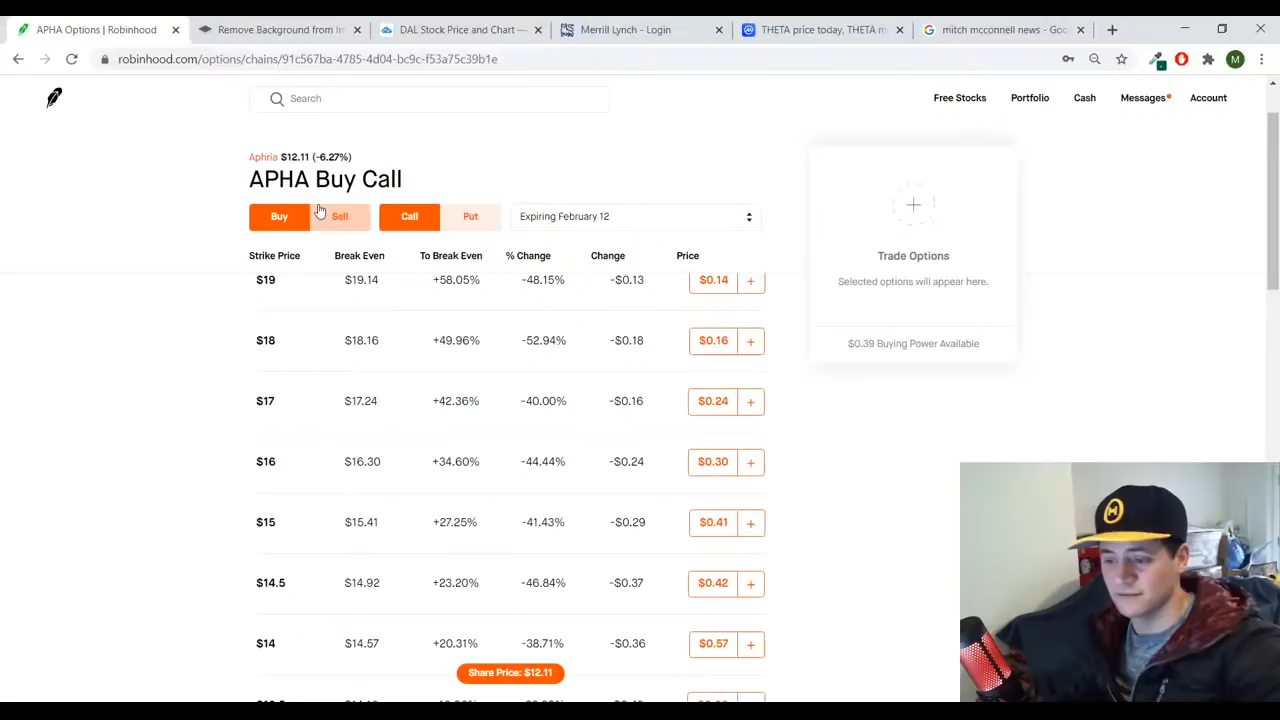 APHA Options | Robinhood
Remove Background from Im
DAL Stock Price and Chart —
Merrill Lynch - Login
THETA price today, THETA m
mitch mcconnell news - Goo
robinhood.com/options/chains/91c567ba-4785-4d04-bc9c-f53a75c39b1e
M
Search
Free Stocks
Portfolio
Cash
Messages
Account
Aphria $12.11 (-6.27%)
APHA Buy Call
Buy
Sell
Call
Put
Expiring February 12
Strike Price Break Even To Break Even % Change Change Price
$19 $19.14 +58.05% -48.15% -$0.13 $0.14 +
$18 $18.16 +49.96% -52.94% -$0.18 $0.16 +
$17 $17.24 +42.36% -40.00% -$0.16 $0.24 +
$16 $16.30 +34.60% -44.44% -$0.24 $0.30 +
$15 $15.41 +27.25% -41.43% -$0.29 $0.41 +
$14.5 $14.92 +23.20% -46.84% -$0.37 $0.42 +
$14 $14.57 +20.31% -38.71% -$0.36 $0.57 +
Share Price: $12.11
Trade Options
Selected options will appear here.
$0.39 Buying Power Available